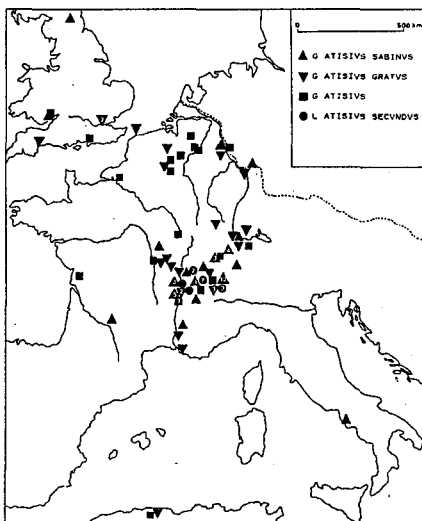 0 500 km
G ATISIVS SABINVS
G ATISIVS GRATVS
G ATISIVS
L ATISIVS SECVNDVS